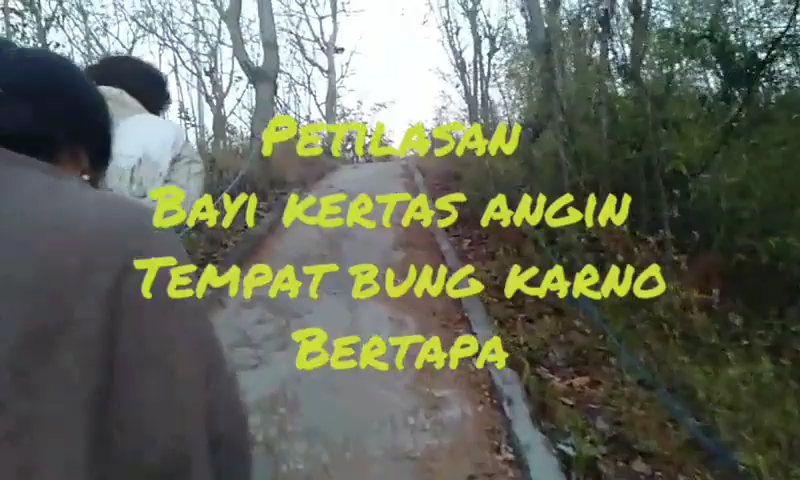 Petilasan
Bayi kertas angin
Tempat bung karno
Bertapa